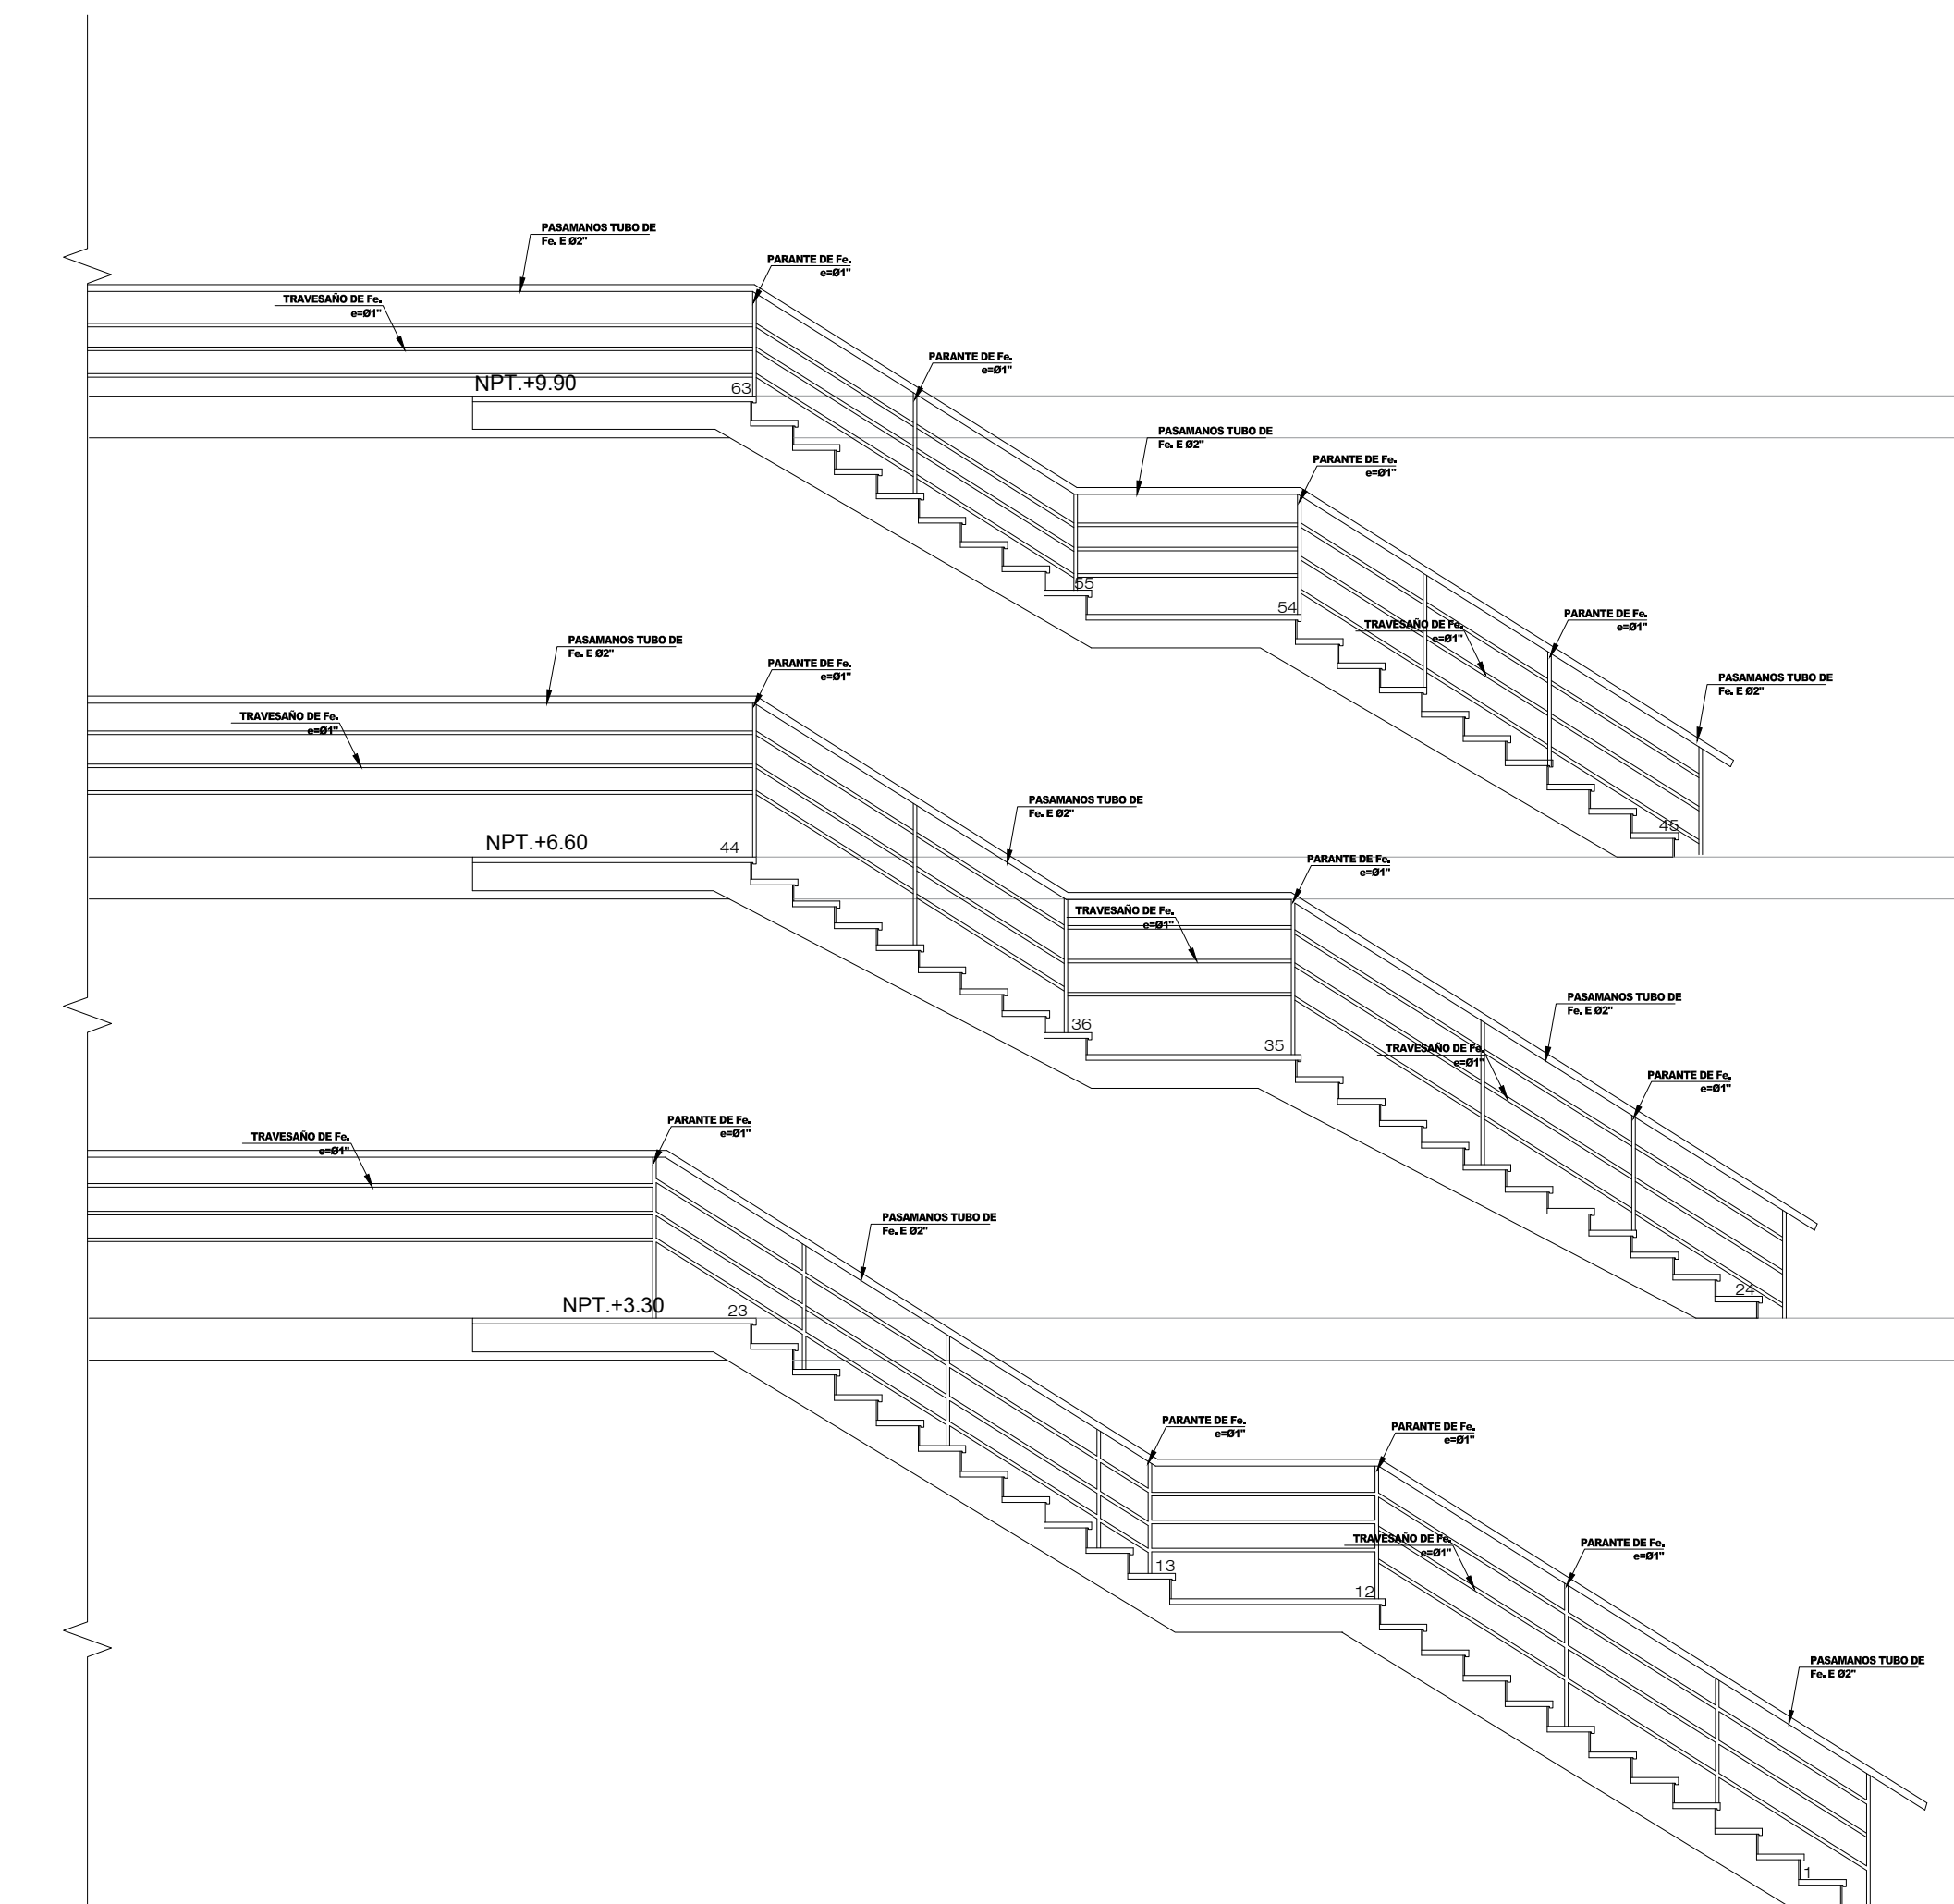 PASAMANOS TUBO DE
Fe. E Ø2"
PARANTE DE Fe.
e=Ø1"
TRAVESAÑO DE Fe.
e=Ø1"
PARANTE DE Fe.
e=Ø1"
NPT.+9.90
63
PASAMANOS TUBO DE
Fe. E Ø2"
PARANTE DE Fe.
e=Ø1"
55
54
PARANTE DE Fe.
e=Ø1"
TRAVESAÑO DE Fe.
e=Ø1"
PASAMANOS TUBO DE
Fe. E Ø2"
45
PASAMANOS TUBO DE
Fe. E Ø2"
PARANTE DE Fe.
e=Ø1"
TRAVESAÑO DE Fe.
e=Ø1"
PASAMANOS TUBO DE
Fe. E Ø2"
NPT.+6.60
44
PARANTE DE Fe.
e=Ø1"
TRAVESAÑO DE Fe.
e=Ø1"
36
35
PASAMANOS TUBO DE
Fe. E Ø2"
TRAVESAÑO DE Fe.
e=Ø1"
PARANTE DE Fe.
e=Ø1"
24
PARANTE DE Fe.
e=Ø1"
TRAVESAÑO DE Fe.
e=Ø1"
PASAMANOS TUBO DE
Fe. E Ø2"
NPT.+3.30
23
PARANTE DE Fe.
e=Ø1"
PARANTE DE Fe.
e=Ø1"
TRAVESAÑO DE Fe.
e=Ø1"
PARANTE DE Fe.
e=Ø1"
13
12
PASAMANOS TUBO DE
Fe. E Ø2"
1